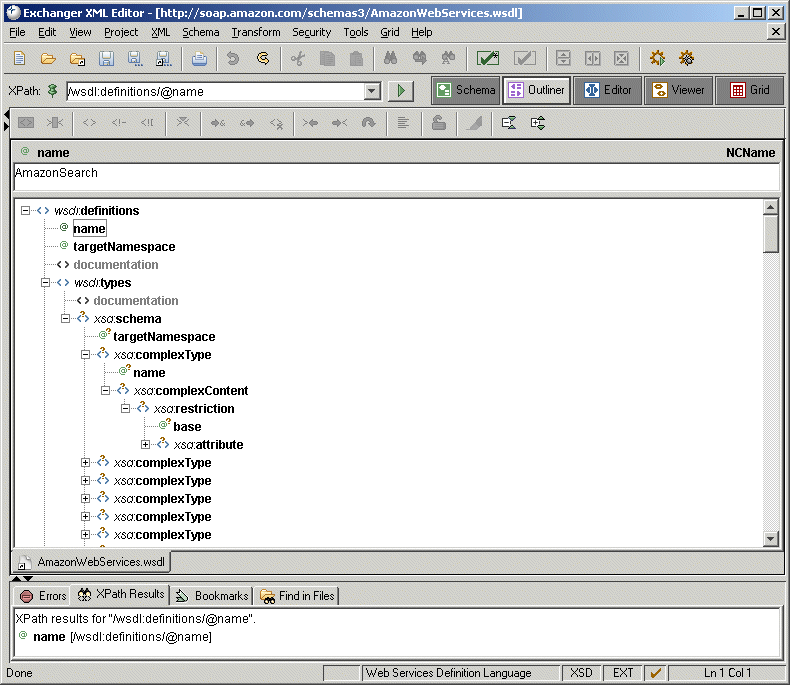 Exchanger XML Editor - [http://soap.amazon.com/schemas3/AmazonWebServices.wsdl]
File Edit View Project XML Schema Transform Security Tools Grid Help
XPath: /wsdl:definitions/@name Schema Outliner Editor Viewer Grid
@ name NCName
AmazonSearch
wsdl:definitions
@ name
@ targetNamespace
<> documentation
wsdl:types
<> documentation
xsd:schema
@? targetNamespace
xsd:complexType
@? name
xsd:complexContent
xsd:restriction
@? base
xsd:attribute
xsd:complexType
xsd:complexType
xsd:complexType
xsd:complexType
xsd:complexType
AmazonWebServices.wsdl
Errors XPath Results Bookmarks Find in Files
XPath results for "/wsdl:definitions/@name".
@ name [/wsdl:definitions/@name]
Done Web Services Definition Language XSD EXT Ln 1 Col 1